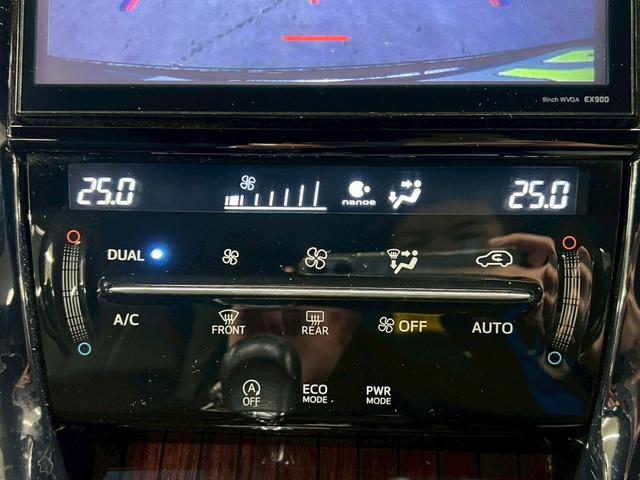 9inch WVGA EX900
25.0 nanoe 25.0
DUAL
A/C FRONT REAR OFF AUTO
A OFF ECO MODE PWR MODE